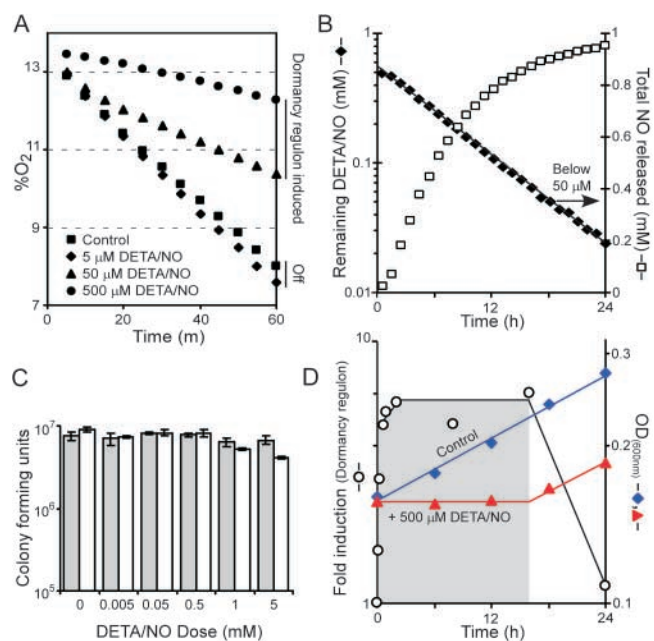 A
%O2
13
11
9
7
0
20
40
60
Time (m)
Control
5 µM DETA/NO
50 µM DETA/NO
500 µM DETA/NO
Dormancy regulon induced
Off
B
Remaining DETA/NO (mM)
1
0.1
0.01
0
12
24
Time (h)
Below
50 µM
1
0.8
0.6
0.4
0.2
0
Total NO released (mM)
C
Colony forming units
10^7
10^6
10^5
0 0.005 0.05 0.5 1 5
DETA/NO Dose (mM)
D
Fold induction (Dormancy regulon)
10
1
Control
+ 500 µM DETA/NO
0
12
24
Time (h)
0.3
0.22
0.1
OD(600nm)